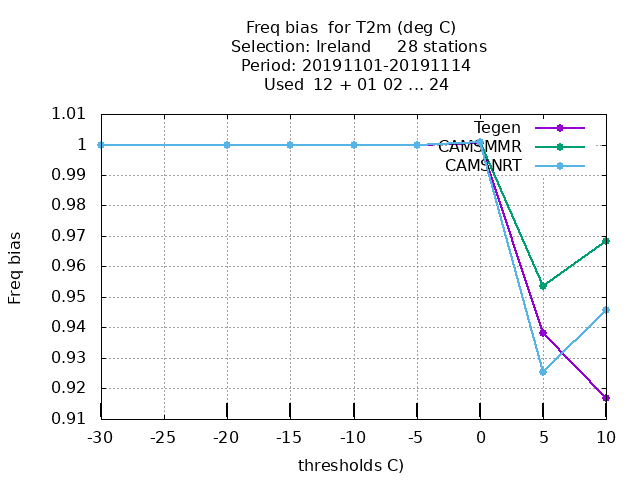 Freq bias  for T2m (deg C)
Selection: Ireland     28 stations
Period: 20191101-20191114
Used  12 + 01 02 ... 24
1.01
1
0.99
0.98
0.97
0.96
0.95
0.94
0.93
0.92
0.91
Freq bias
Tegen
CAMSMMR
CAMSNRT
-30
-25
-20
-15
-10
-5
0
5
10
thresholds C)